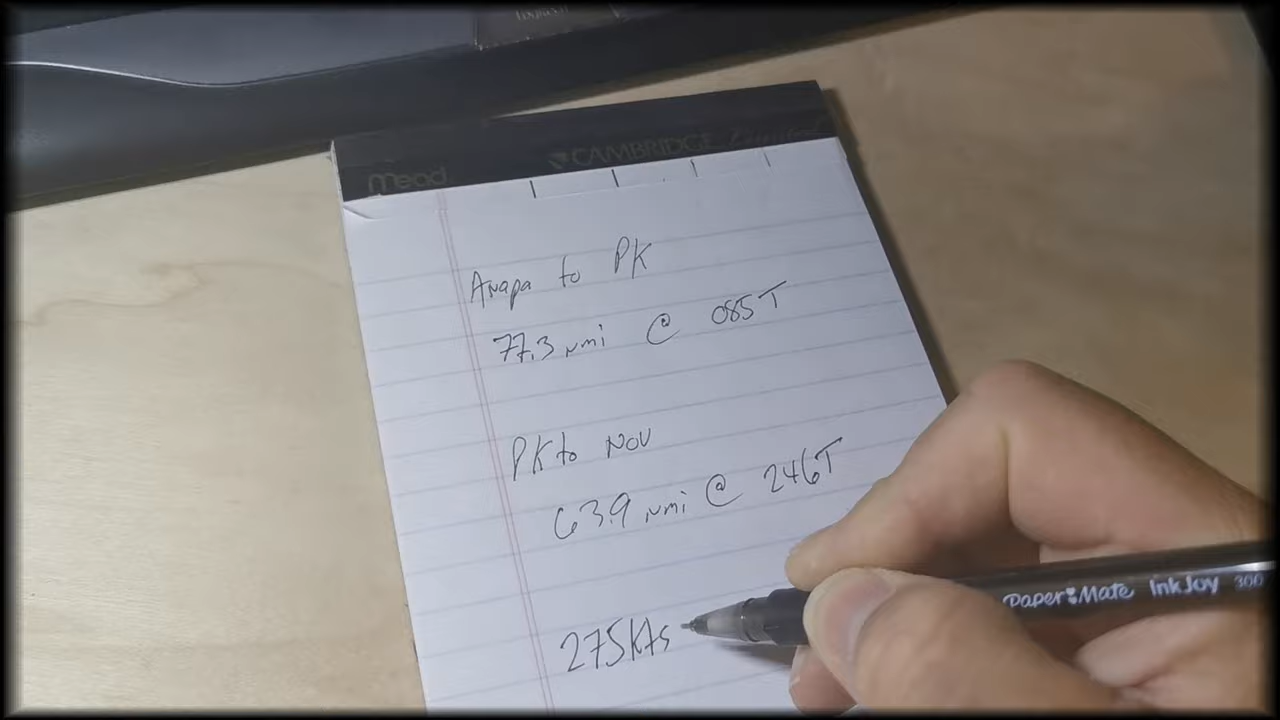 Mead CAMBRIDGE Limited
Anapa to PK
77.3 nmi @ 085T
PK to NOV
63.9 nmi @ 246T
275kts
Paper Mate InkJoy 300